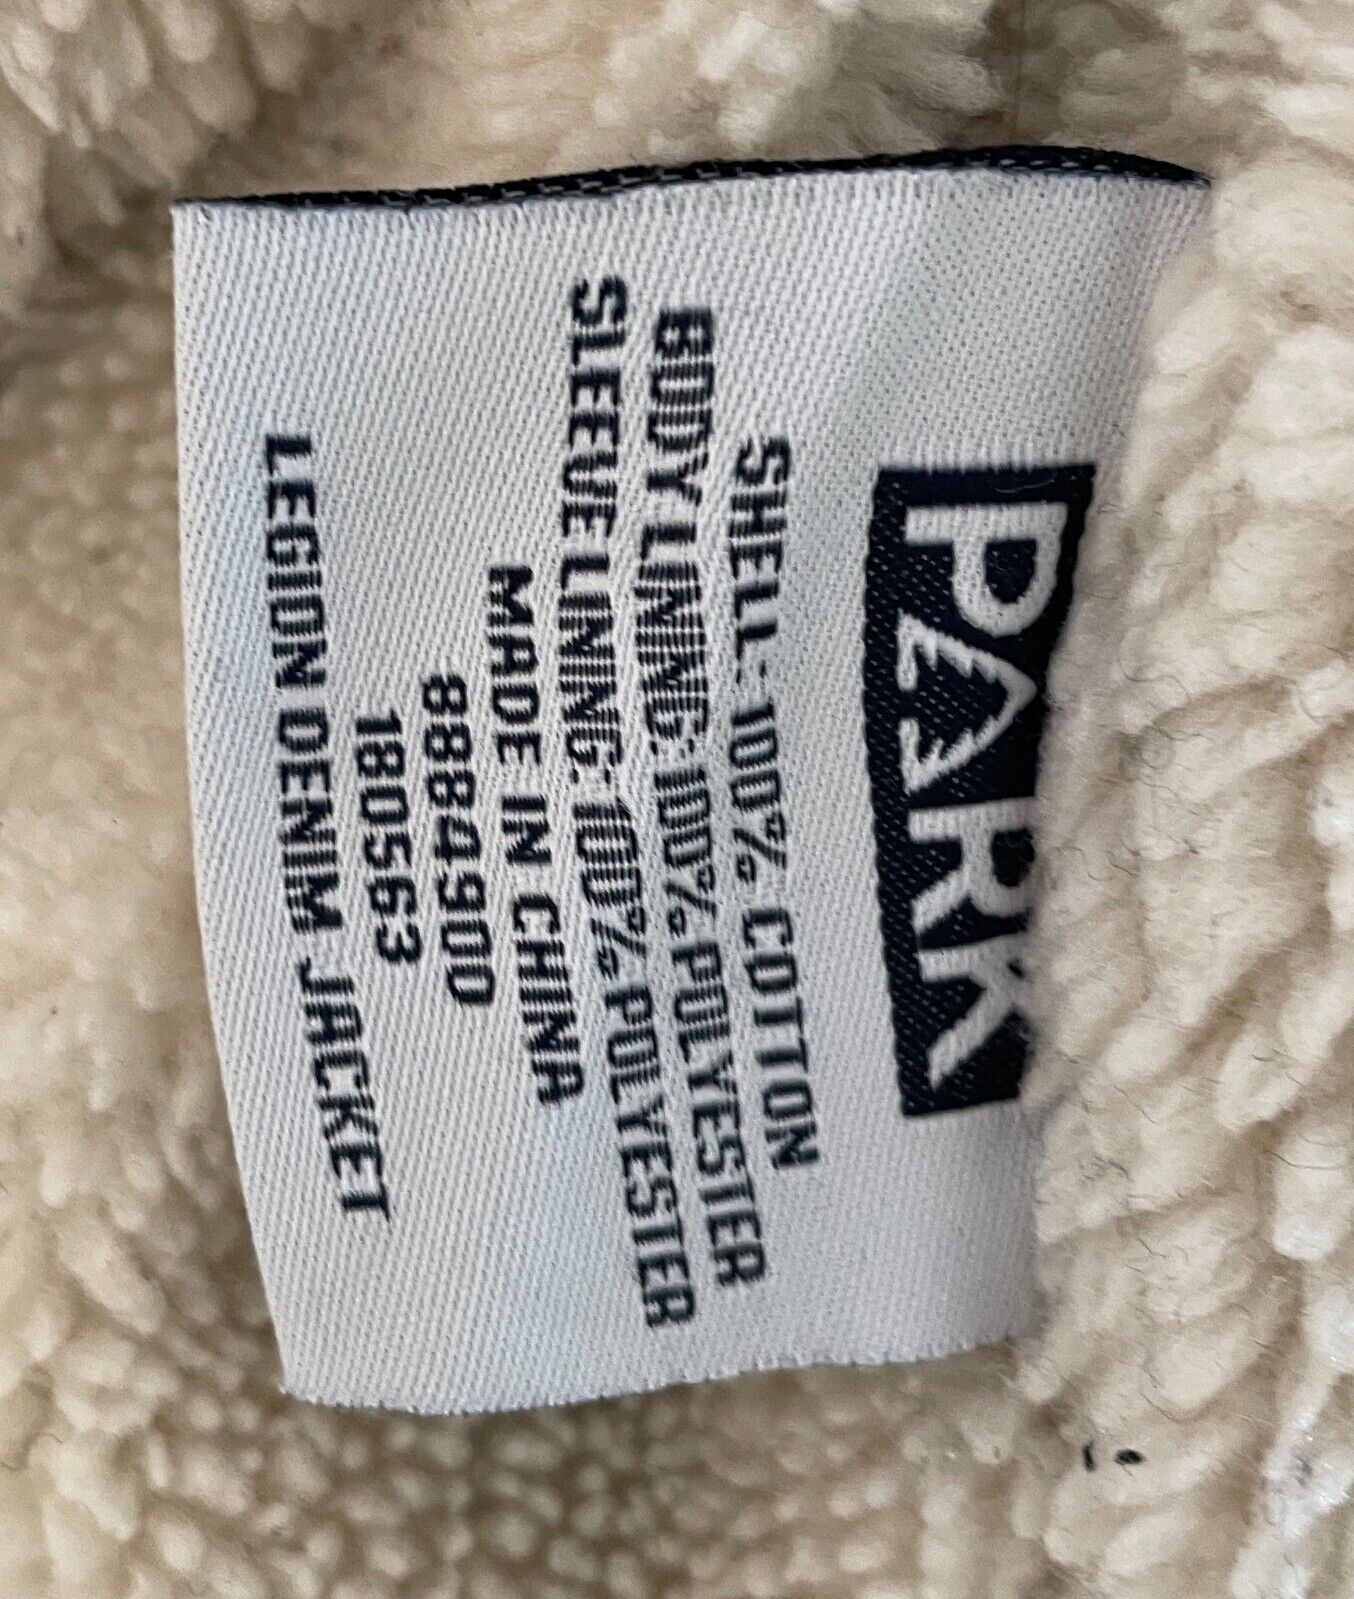 PARK
SHELL: 100% COTTON
BODY LINING: 100% POLYESTER
SLEEVE LINING: 100% POLYESTER
MADE IN CHINA
8884900
180563
LEGION DENIM JACKET